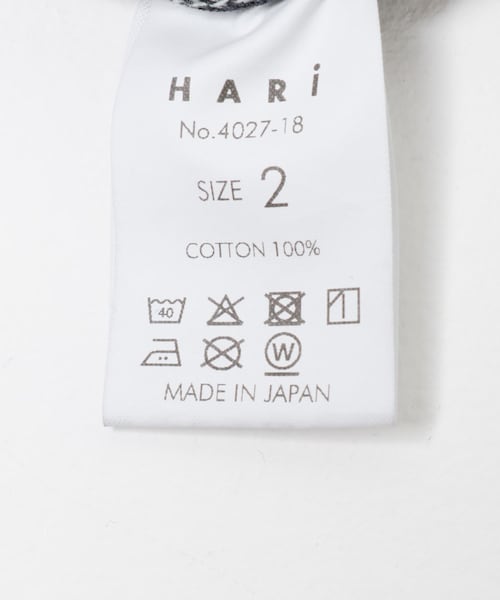 HARi
No.4027-18
SIZE 2
COTTON 100%
40
W
MADE IN JAPAN